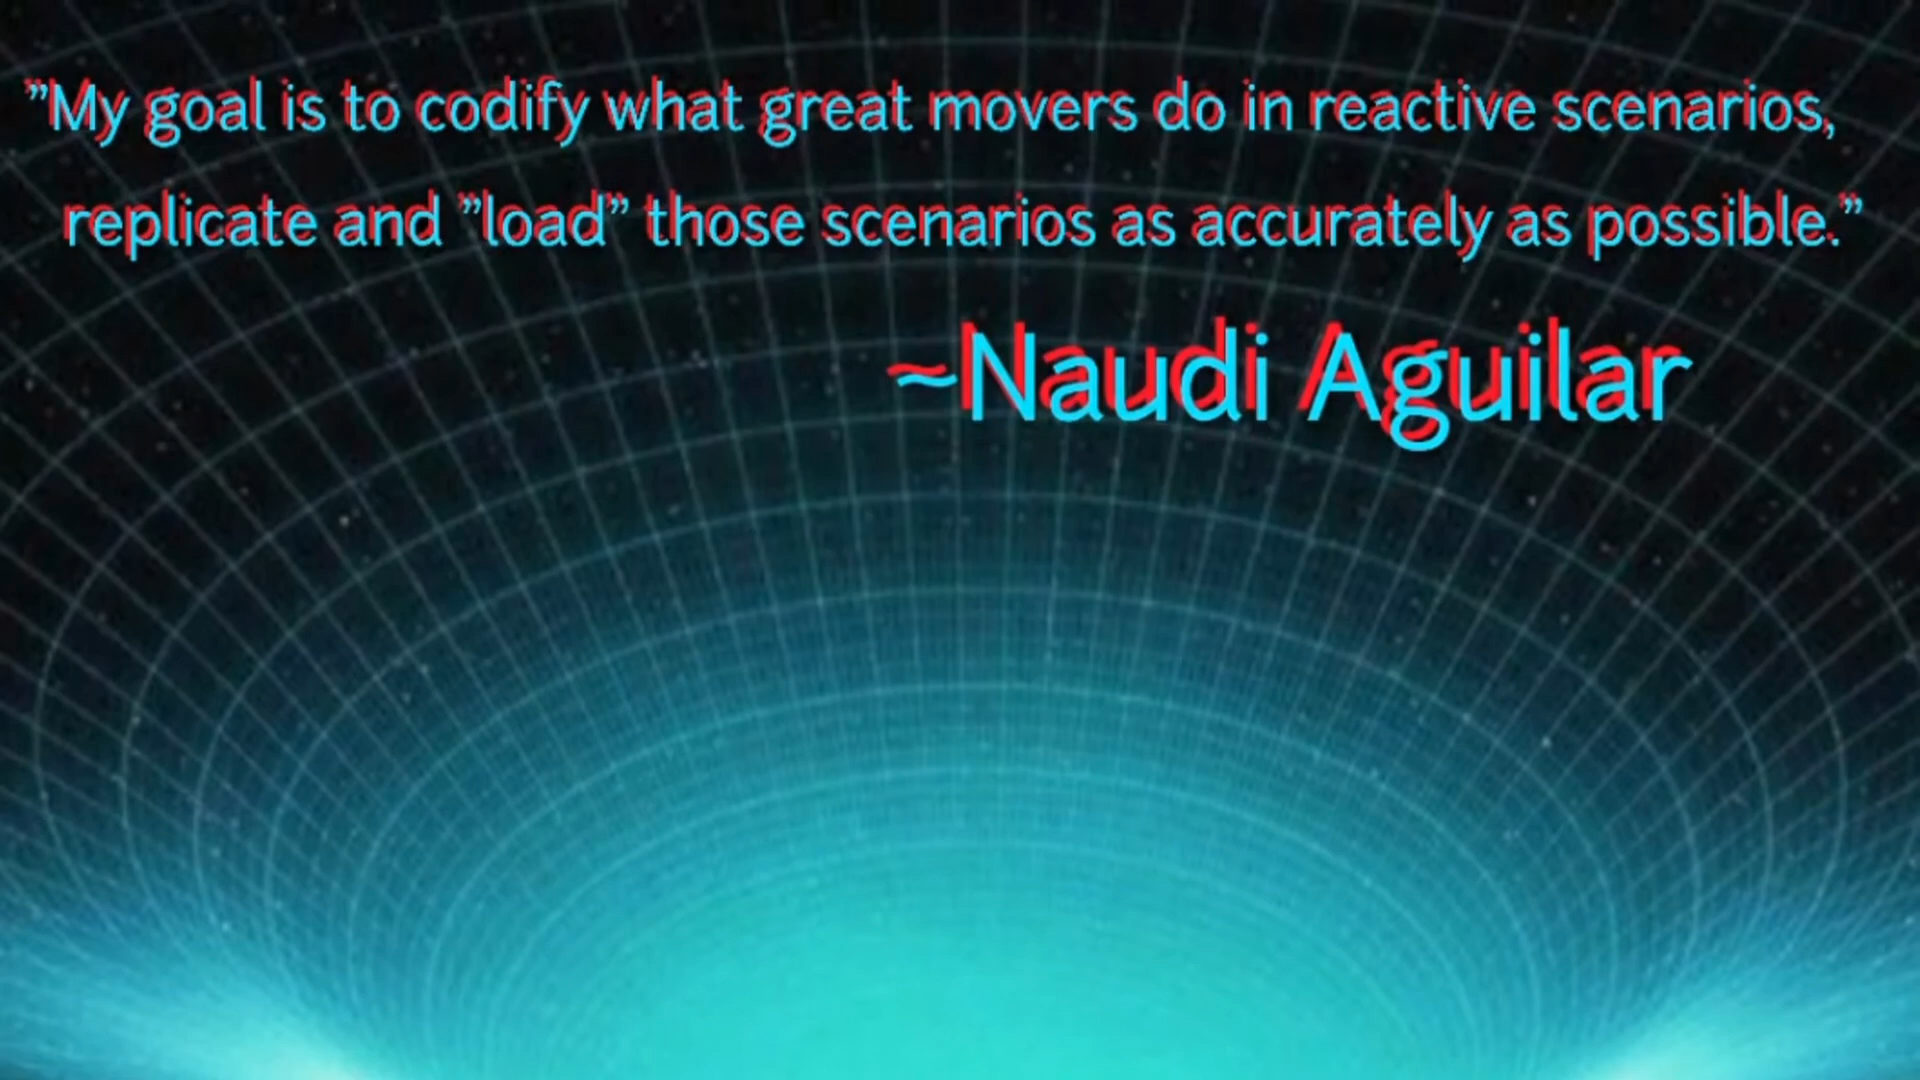 ”My goal is to codify what great movers do in reactive scenarios,
replicate and ”load” those scenarios as accurately as possible.”
~Naudi Aguilar